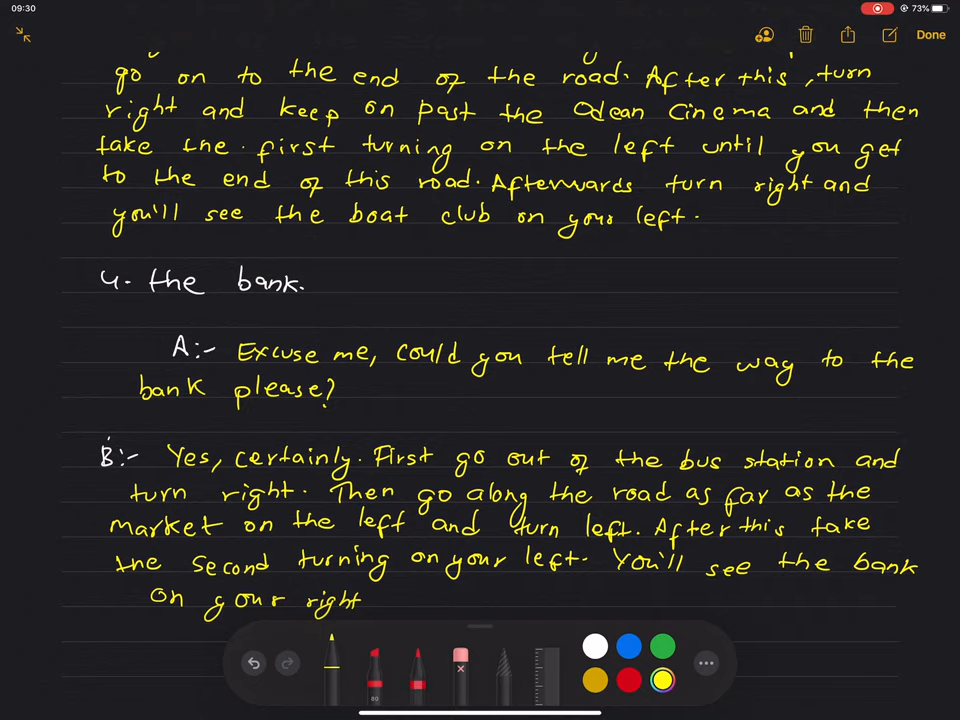 09:30
73%
Done
go on to the end of the road. After this, turn
right and keep on past the Odean Cinema and then
take the first turning on the left until you get
to the end of this road. Afterwards turn right and
you'll see the boat club on your left.
4. the bank.
A:- Excuse me, could you tell me the way to the
bank please?
B:- Yes, certainly. First go out of the bus station and
turn right. Then go along the road as far as the
market on the left and turn left. After this take
the second turning on your left. You'll see the bank
on your right
80